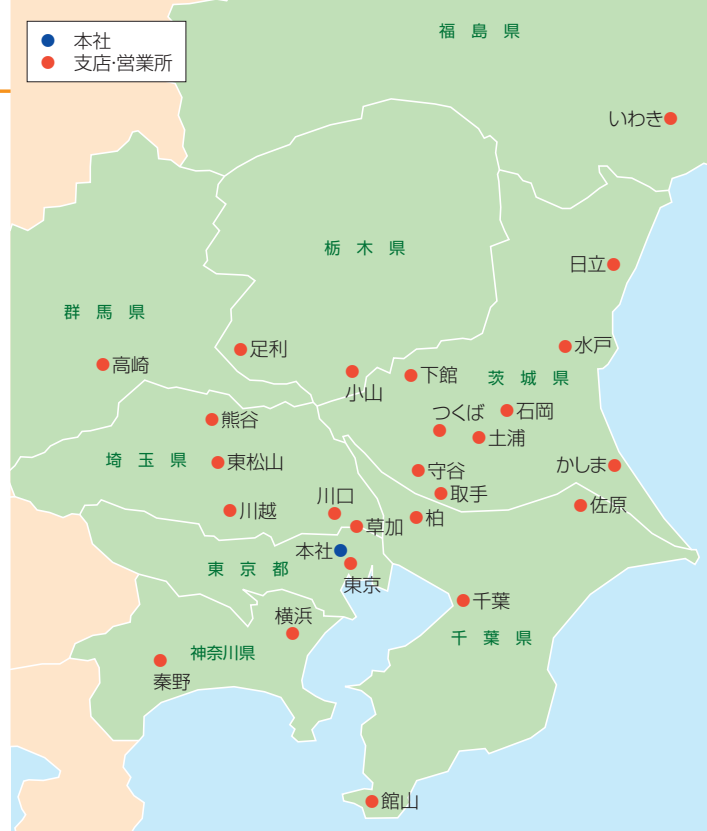 本社
支店・営業所
福島県
いわき
栃木県
日立
群馬県
水戸
足利
高崎
小山
下館
茨城県
石岡
つくば
熊谷
土浦
埼玉県
東松山
かしま
守谷
取手
川越
川口
佐原
柏
草加
本社
東京都
東京
千葉
横浜
千葉県
神奈川県
秦野
館山